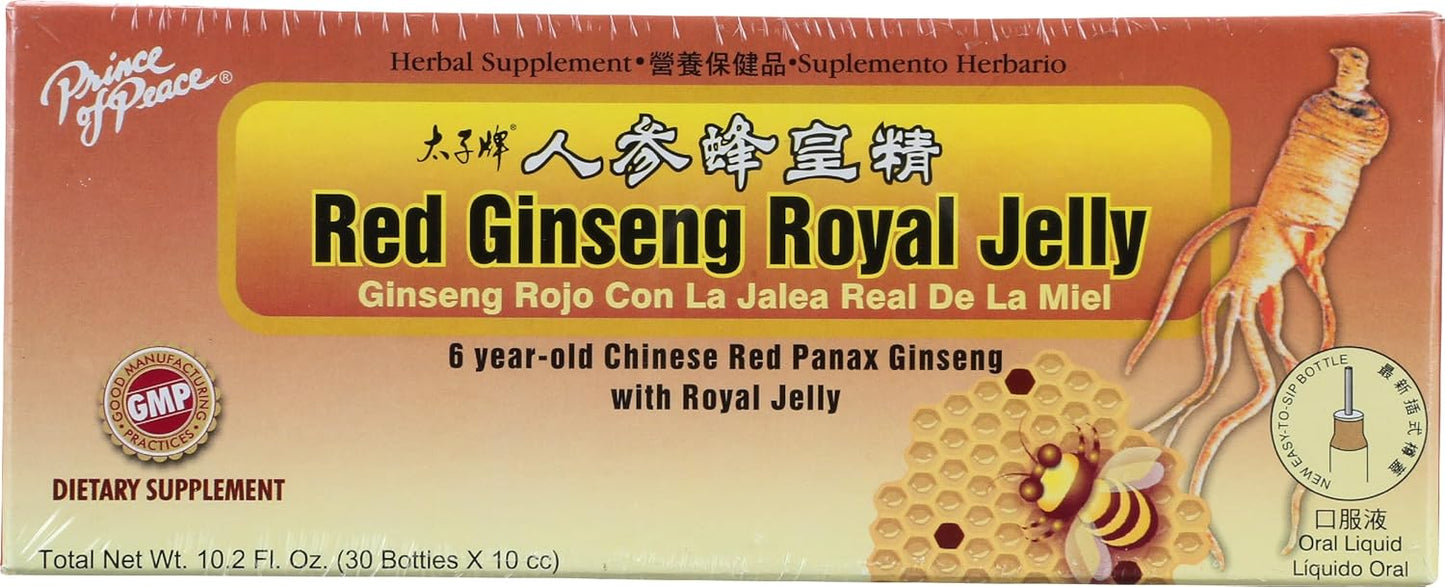 Prince
of Peace®
Herbal Supplement•營養保健品•Suplemento Herbario
太子牌® 人参蜂皇精
Red Ginseng Royal Jelly
Ginseng Rojo Con La Jalea Real De La Miel
6 year-old Chinese Red Panax Ginseng
with Royal Jelly
GOOD MANUFACTURING
GMP
PRACTICES
DIETARY SUPPLEMENT
Total Net Wt. 10.2 Fl. Oz. (30 Bottles X 10 cc)
NEW EASY-TO-SIP BOTTLE
最新插式樽蓋
口服液
Oral Liquid
Líquido Oral